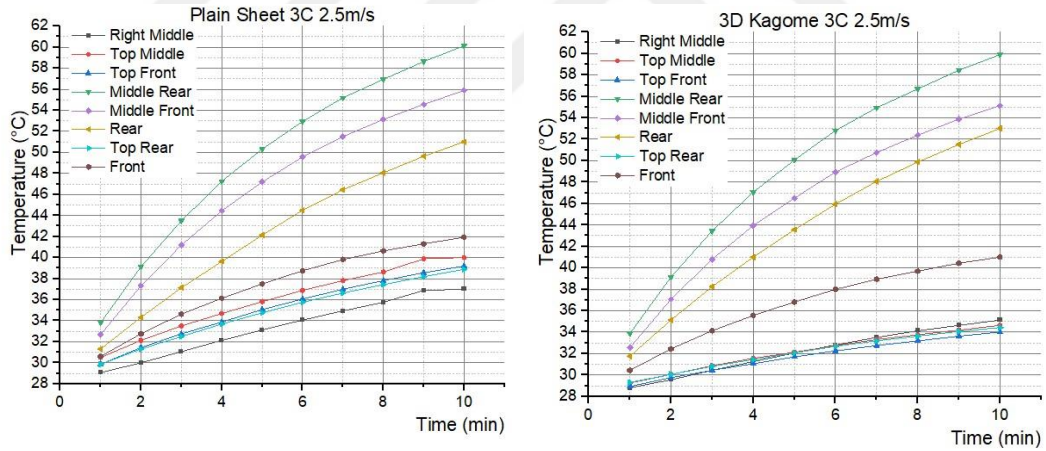 Plain Sheet 3C 2.5m/s
Temperature (°C)
62
60
58
56
54
52
50
48
46
44
42
40
38
36
34
32
30
28
Right Middle
Top Middle
Top Front
Middle Rear
Middle Front
Rear
Top Rear
Front
0
2
4
6
8
10
Time (min)
3D Kagome 3C 2.5m/s
Temperature (°C)
62
60
58
56
54
52
50
48
46
44
42
40
38
36
34
32
30
28
Right Middle
Top Middle
Top Front
Middle Rear
Middle Front
Rear
Top Rear
Front
0
2
4
6
8
10
Time (min)